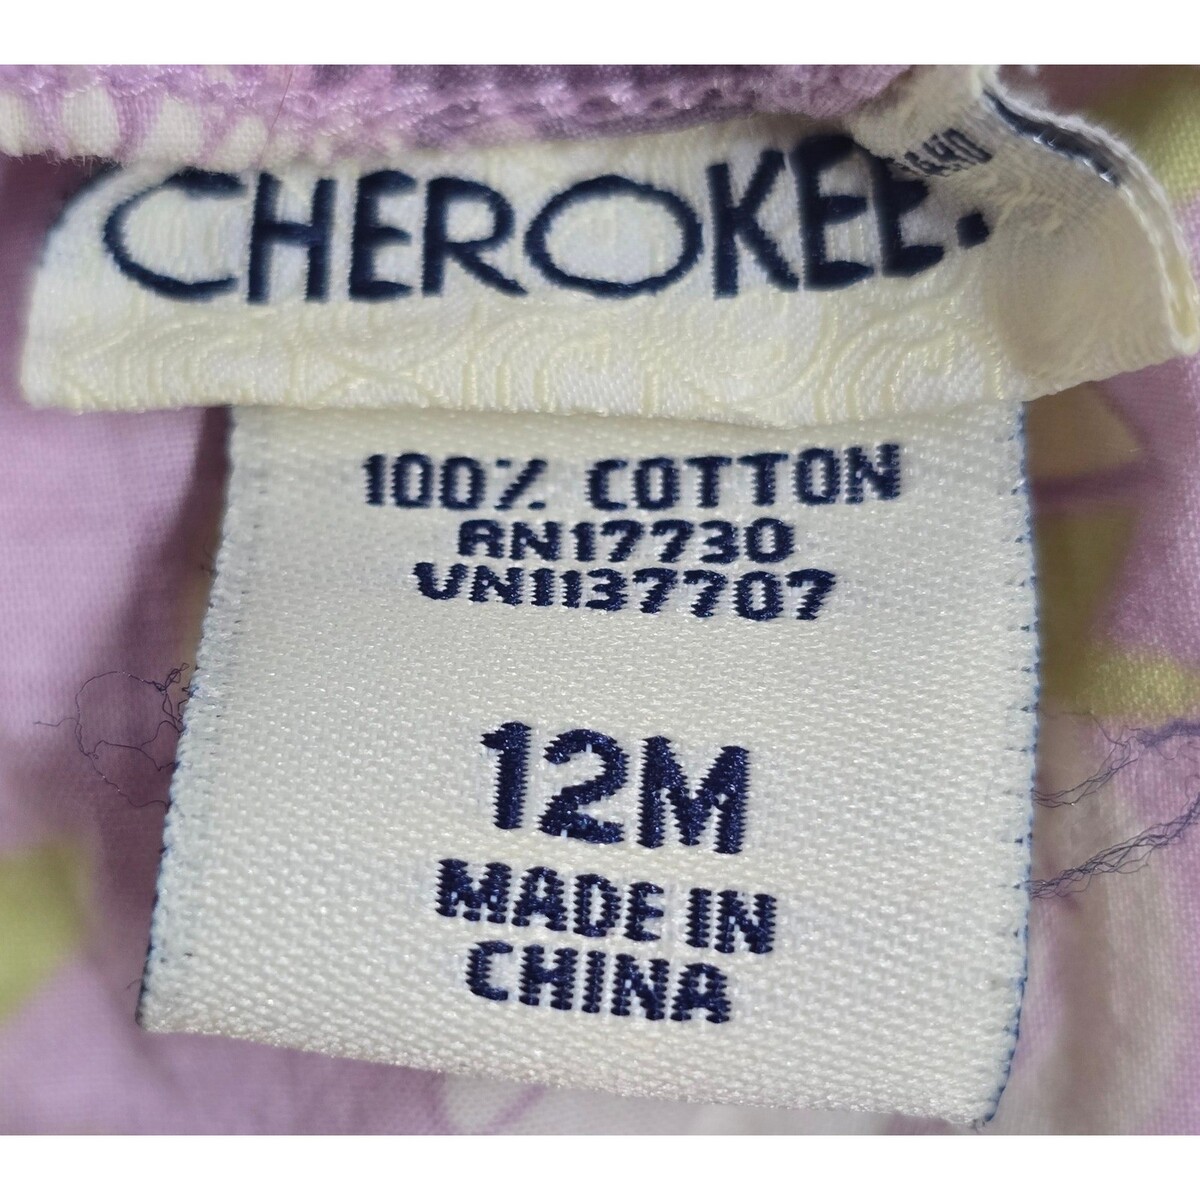 CHEROKEE.
100% COTTON
RN17730
VN1137707
12M
MADE IN
CHINA